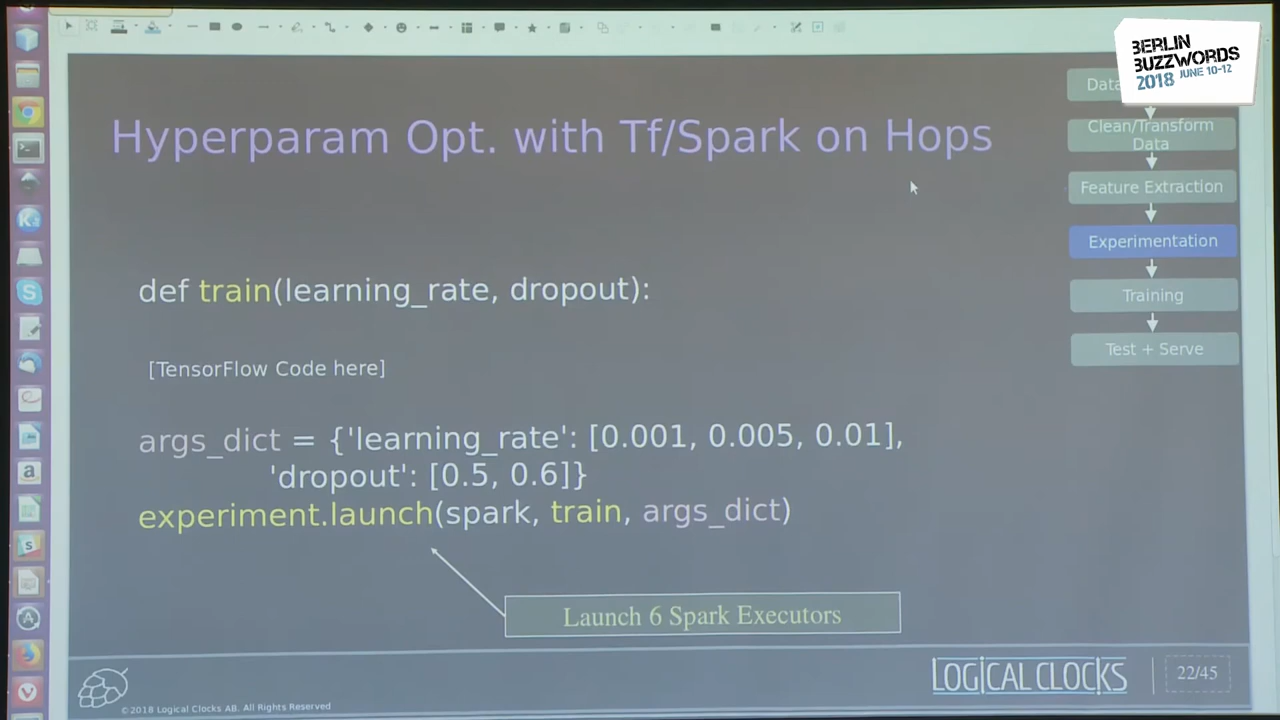 BERLIN
BUZZWORDS
2018 JUNE 10-12
Hyperparam Opt. with Tf/Spark on Hops
Data
Clean/Transform
Data
Feature Extraction
Experimentation
Training
Test + Serve
def train(learning_rate, dropout):
[TensorFlow Code here]
args_dict = {'learning_rate': [0.001, 0.005, 0.01],
'dropout': [0.5, 0.6]}
experiment.launch(spark, train, args_dict)
Launch 6 Spark Executors
LOGICAL CLOCKS
22/45
©2018 Logical Clocks AB. All Rights Reserved